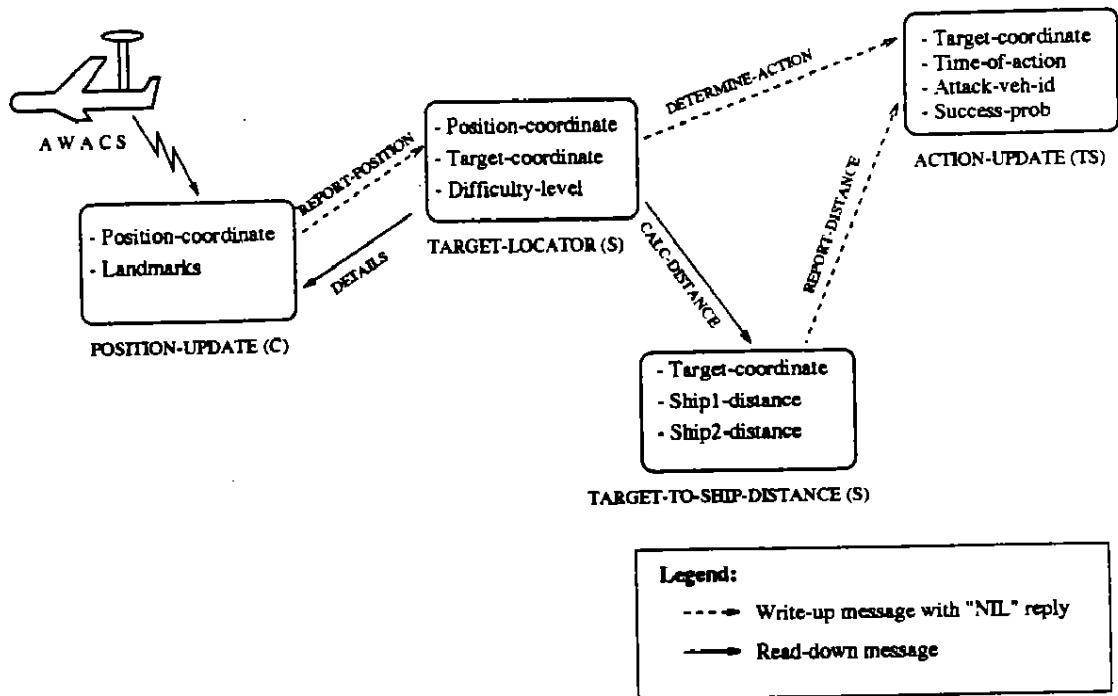 A W A C S
- Position-coordinate
- Landmarks
POSITION-UPDATE (C)
REPORT-POSITION
DETAILS
- Position-coordinate
- Target-coordinate
- Difficulty-level
TARGET-LOCATOR (S)
DETERMINE-ACTION
- Target-coordinate
- Time-of-action
- Attack-veh-id
- Success-prob
ACTION-UPDATE (TS)
CALC-DISTANCE
REPORT-DISTANCE
- Target-coordinate
- Ship1-distance
- Ship2-distance
TARGET-TO-SHIP-DISTANCE (S)
Legend:
Write-up message with "NIL" reply
Read-down message